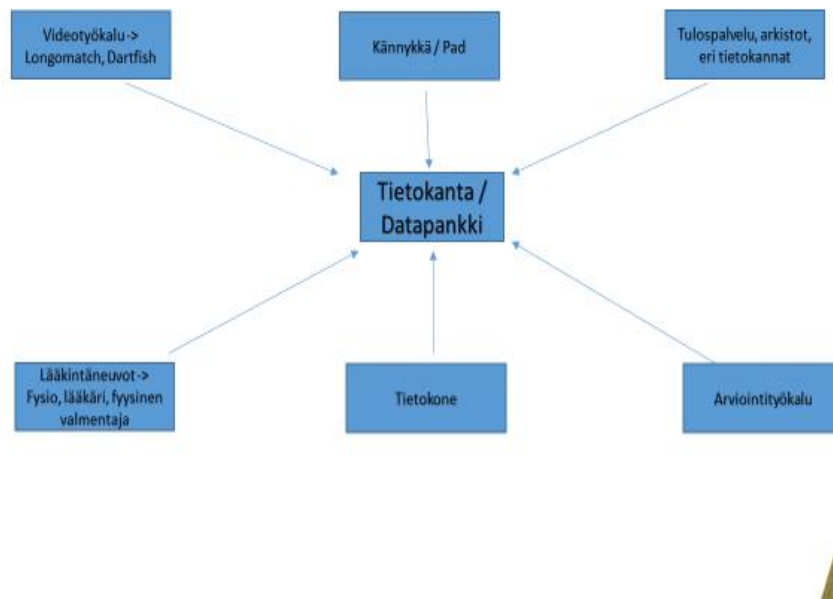 Videotyökalu ->
Longomatch, Dartfish
Kännykkä / Pad
Tulospalvelu, arkistot,
eri tietokannat
Tietokanta /
Datapankki
Lääkintäneuvot ->
Fysio, lääkäri, fyysinen
valmentaja
Tietokone
Arviointityökalu